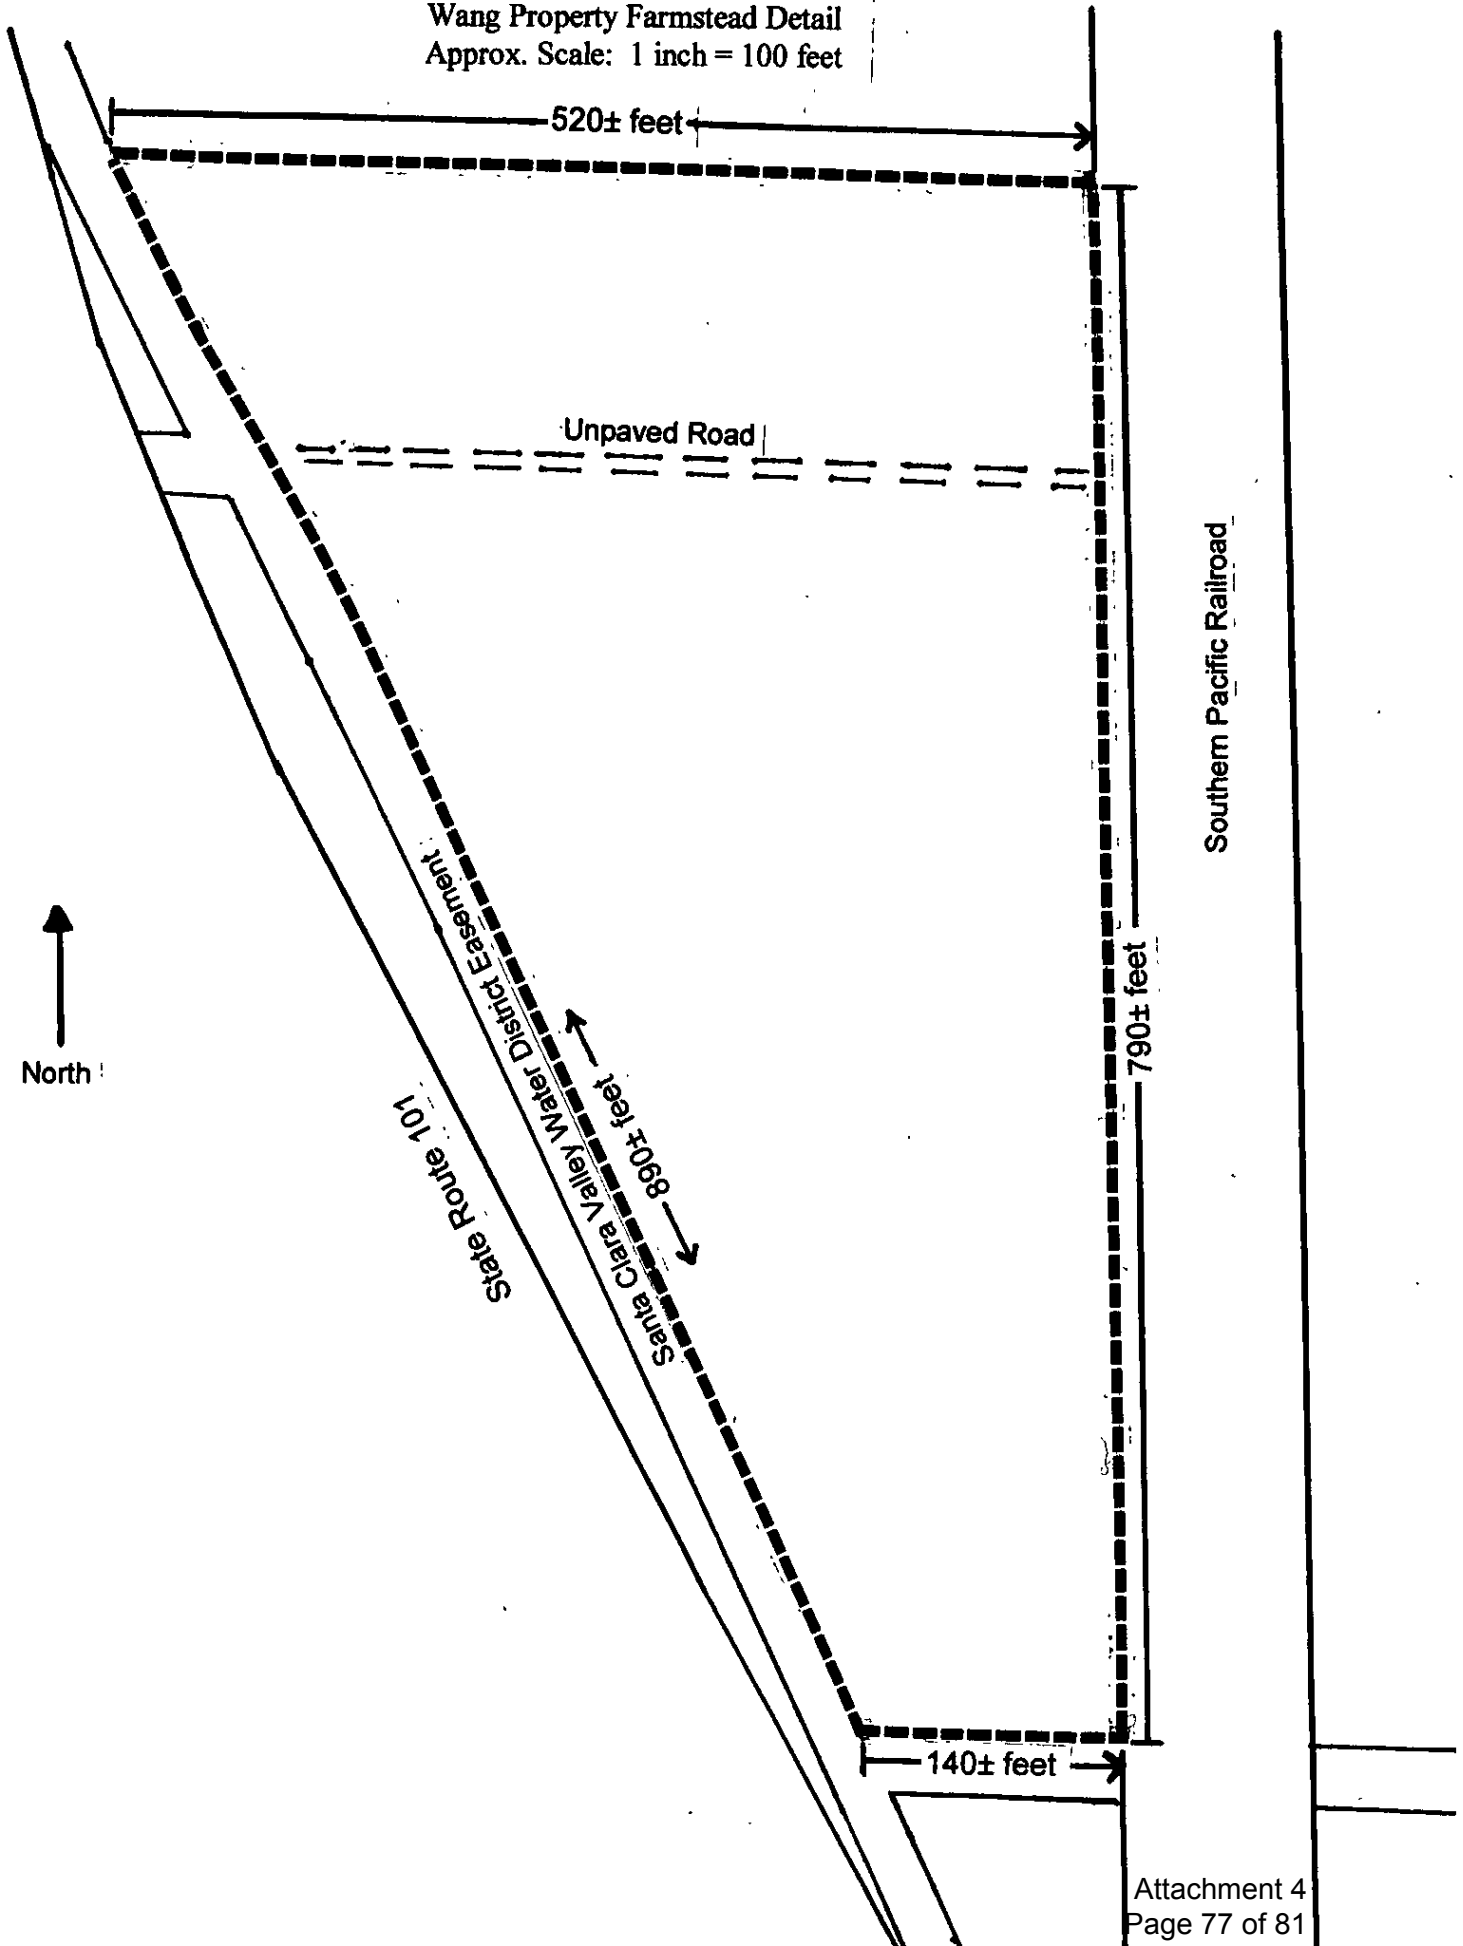 Wang Property Farmstead Detail
Approx. Scale: 1 inch = 100 feet
520± feet
Unpaved Road
Southern Pacific Railroad
790± feet
Santa Clara Valley Water District Easement
890± feet
State Route 101
North
140± feet
Attachment 4
Page 77 of 81